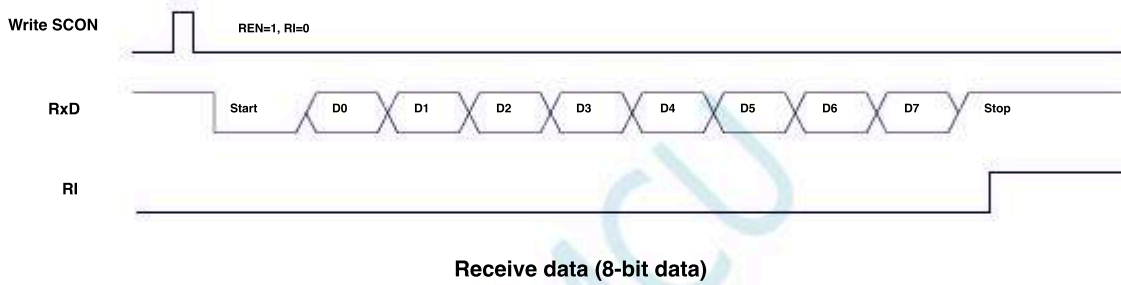 Write SCON REN=1, RI=0
RxD Start D0 D1 D2 D3 D4 D5 D6 D7 Stop
RI
MCU
Receive data (8-bit data)